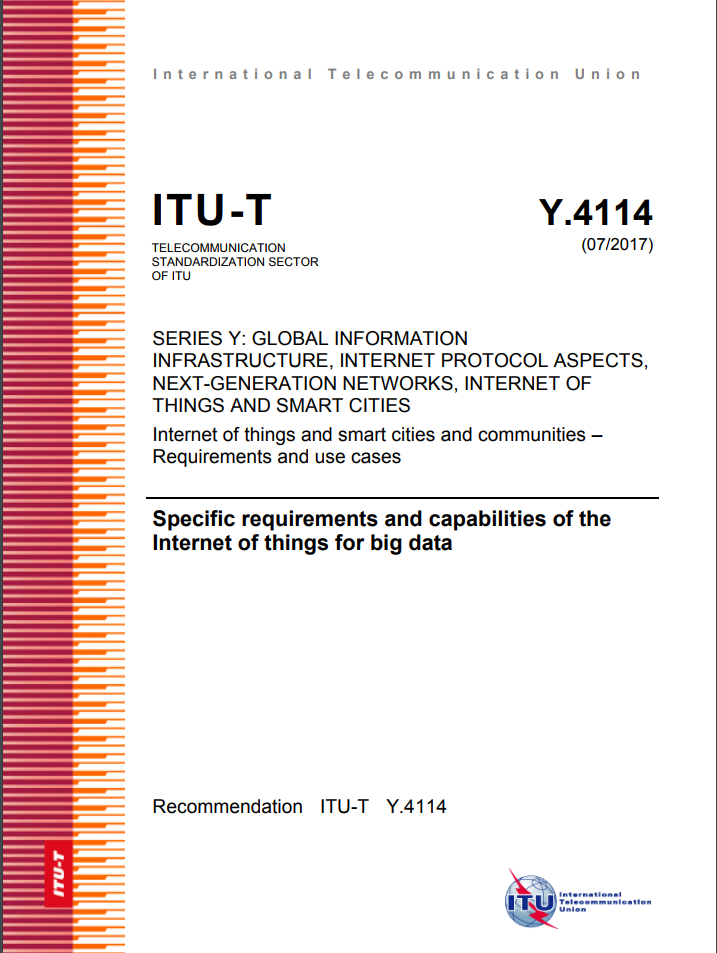 International Telecommunication Union
ITU-T
Y.4114
TELECOMMUNICATION
STANDARDIZATION SECTOR
OF ITU
(07/2017)
SERIES Y: GLOBAL INFORMATION
INFRASTRUCTURE, INTERNET PROTOCOL ASPECTS,
NEXT-GENERATION NETWORKS, INTERNET OF
THINGS AND SMART CITIES
Internet of things and smart cities and communities –
Requirements and use cases
Specific requirements and capabilities of the
Internet of things for big data
Recommendation ITU-T Y.4114
ITU-T
ITU
International
Telecommunication
Union